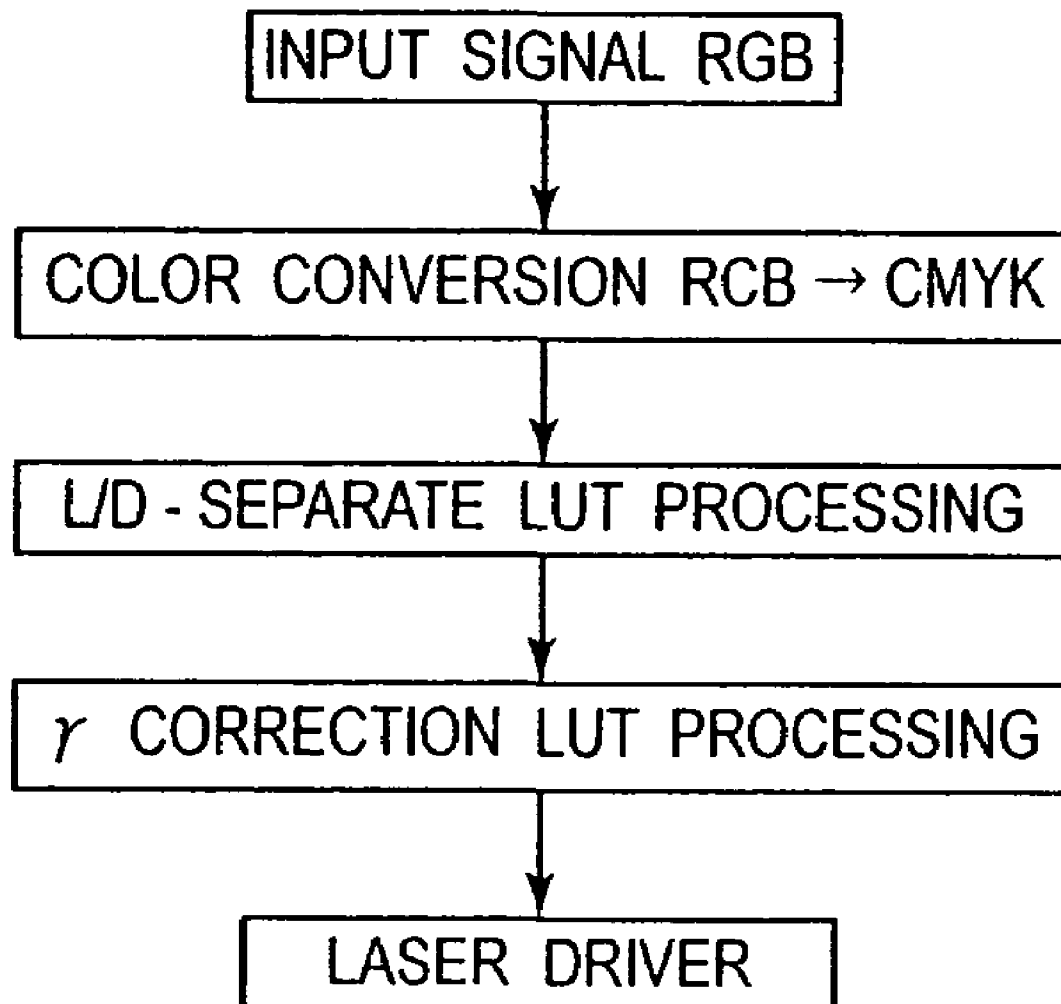 INPUT SIGNAL RGB
COLOR CONVERSION RCB → CMYK
L/D - SEPARATE LUT PROCESSING
γ CORRECTION LUT PROCESSING
LASER DRIVER